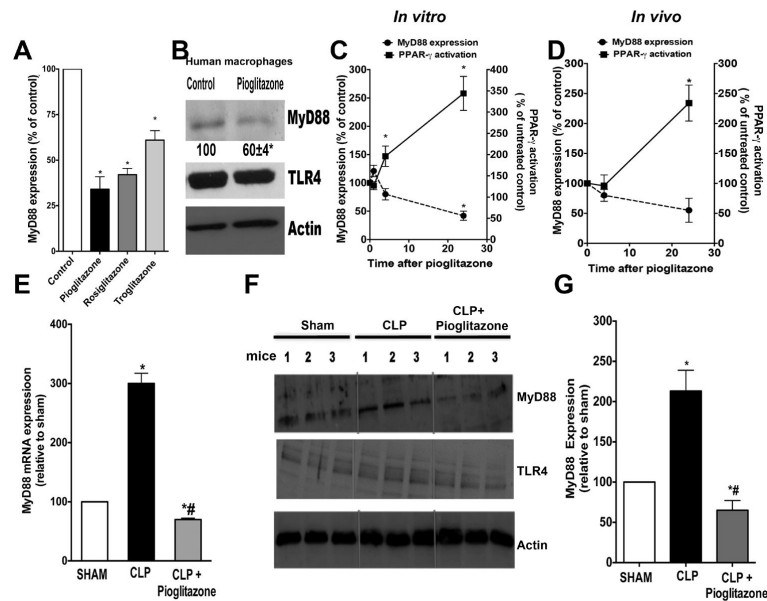 In vitro
In vivo
A
MyD88 expression (% of control)
100
75
50
25
0
*
*
*
Control
Pioglitazone
Rosiglitazone
Troglitazone
B
Human macrophages
Control
Pioglitazone
MyD88
100
60±4*
TLR4
Actin
C
MyD88 expression
PPAR-γ activation
MyD88 expression (% of control)
300
250
200
150
100
50
0
*
*
*
400
350
300
250
200
150
100
50
0
PPAR-γ activation
( % of untreated control)
0
10
20
30
Time after pioglitazone
D
MyD88 expression
PPAR-γ activation
MyD88 expression (% of control)
300
250
200
150
100
50
0
*
300
250
200
150
100
50
0
PPAR-γ activation
(% of untreated control)
0
10
20
30
Time after pioglitazone
E
MyD88 mRNA expressioon
(relative to sham)
400
300
200
100
0
*
*#
SHAM
CLP
CLP +
Pioglitazone
F
Sham
CLP
CLP+
Pioglitazone
mice
1 2 3
1 2 3
1 2 3
MyD88
TLR4
Actin
G
MyD88 Expression
(relative to sham)
300
250
200
150
100
50
0
*
*#
SHAM
CLP
CLP +
Pioglitazone